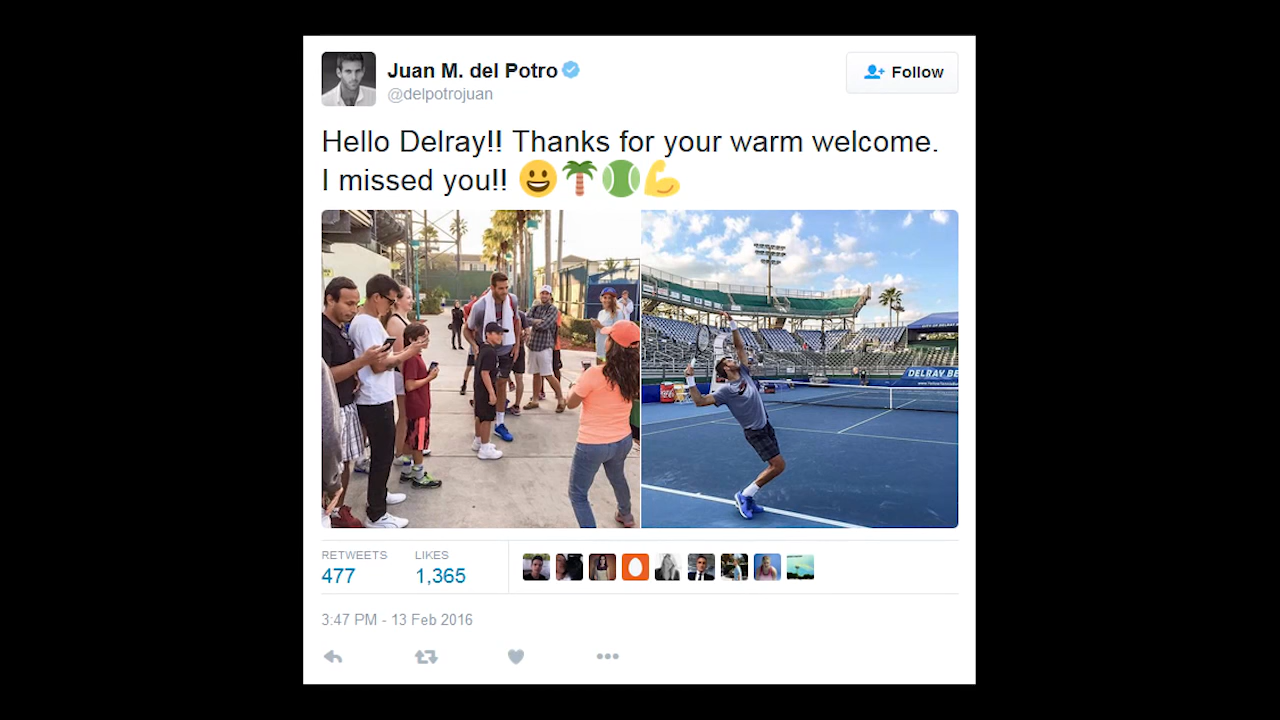 Juan M. del Potro
Follow
@delpotrojuan
Hello Delray!! Thanks for your warm welcome.
I missed you!! 😀🌴🎾💪
DELRAY BE
RETWEETS
LIKES
477
1,365
3:47 PM - 13 Feb 2016